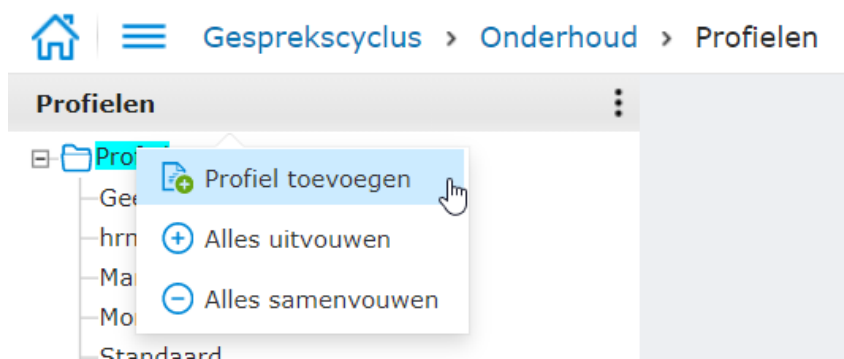 Gesprekscyclus > Onderhoud > Profielen
Profielen
Profiel toevoegen
Alles uitvouwen
Alles samenvouwen
Standaard